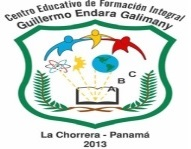 Centro Educativo de Formación Integral
Guillermo Endara Galimany
A
B
C
La Chorrera - Panamá
2013